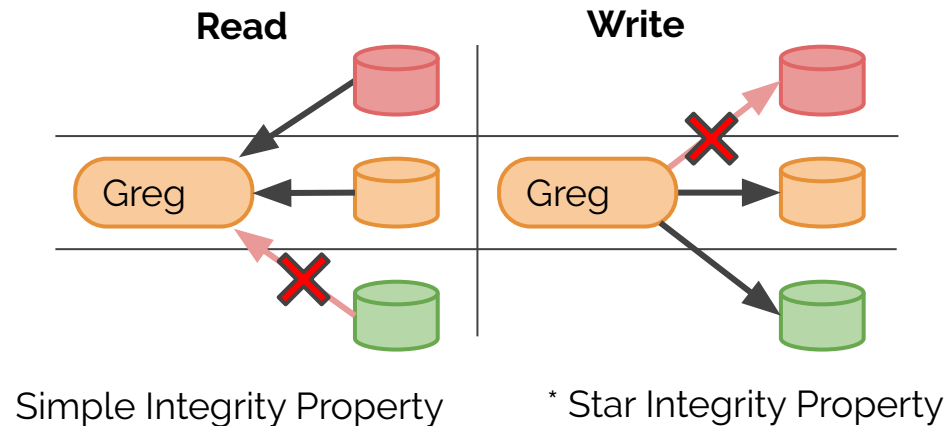 Read
Write
Greg
Greg
Simple Integrity Property
* Star Integrity Property